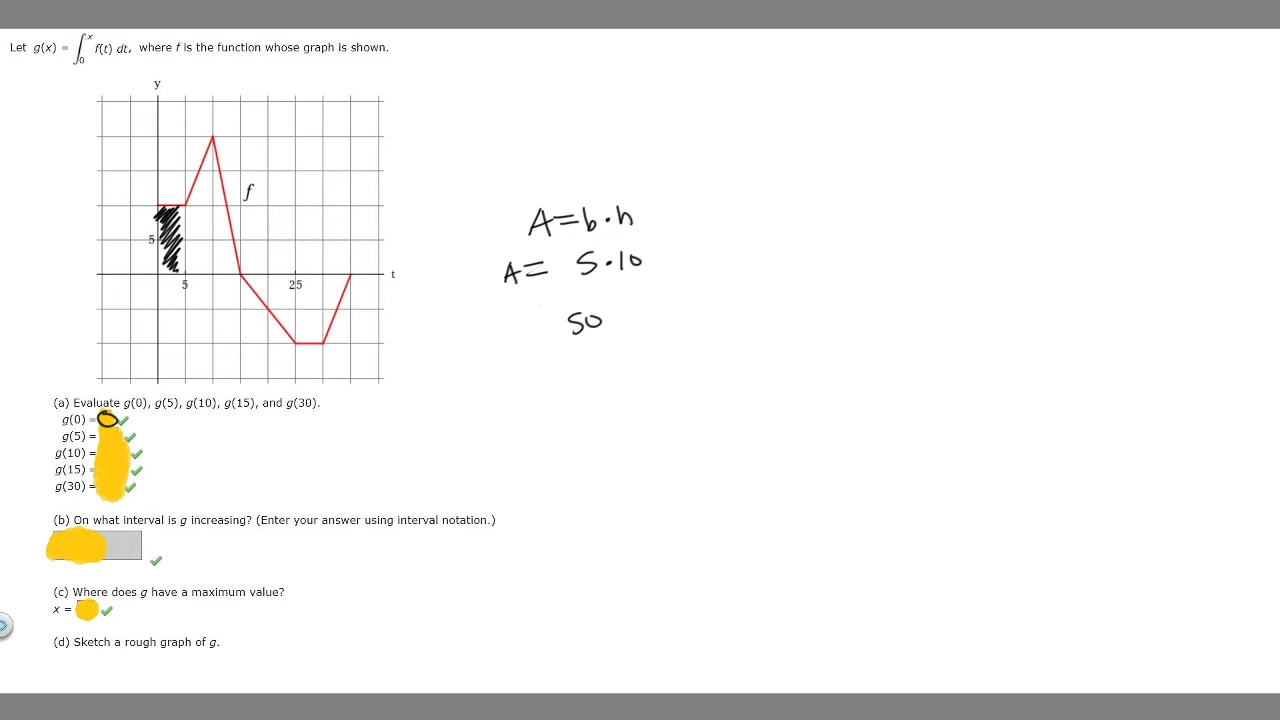 Let g(x) = ∫₀ˣ f(t) dt, where f is the function whose graph is shown.
y
f
5
t
5
25
A=b·h
A= 5·10
50
(a) Evaluate g(0), g(5), g(10), g(15), and g(30).
g(0) =
g(5) =
g(10) =
g(15) =
g(30) =
(b) On what interval is g increasing? (Enter your answer using interval notation.)
(c) Where does g have a maximum value?
x =
(d) Sketch a rough graph of g.